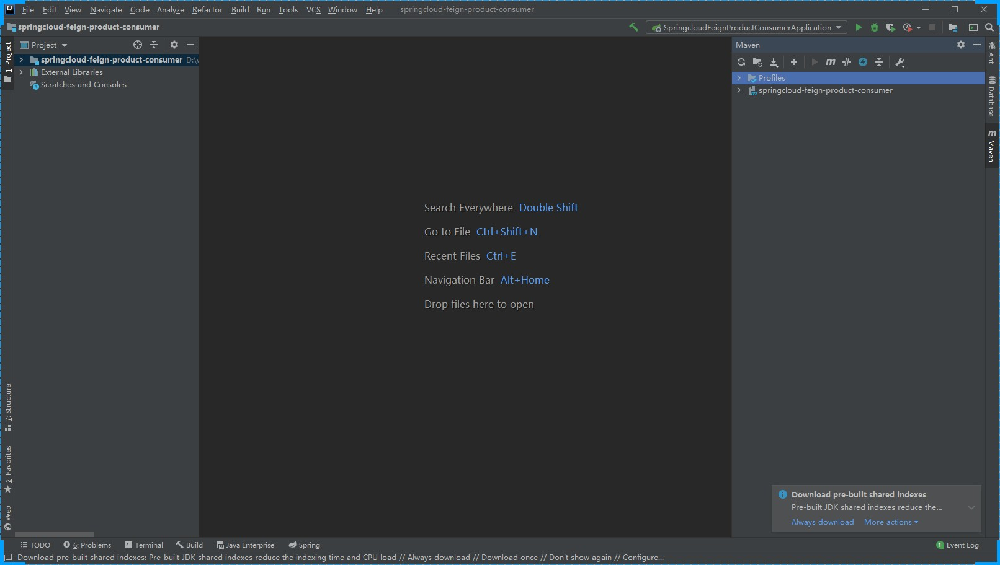 File Edit View Navigate Code Analyze Refactor Build Run Tools VCS Window Help springcloud-feign-product-consumer
springcloud-feign-product-consumer
SpringcloudFeignProductConsumerApplication
Project
Maven
1: Project
springcloud-feign-product-consumer
External Libraries
Scratches and Consoles
Profiles
springcloud-feign-product-consumer
Ant
Database
m Maven
Search Everywhere Double Shift
Go to File Ctrl+Shift+N
Recent Files Ctrl+E
Navigation Bar Alt+Home
Drop files here to open
7: Structure
2: Favorites
Web
Download pre-built shared indexes
Pre-built JDK shared indexes reduce the...
Always download More actions
TODO 6: Problems Terminal Build Java Enterprise Spring 1 Event Log
Download pre-built shared indexes: Pre-built JDK shared indexes reduce the indexing time and CPU load // Always download // Download once // Don't show again // Configure...